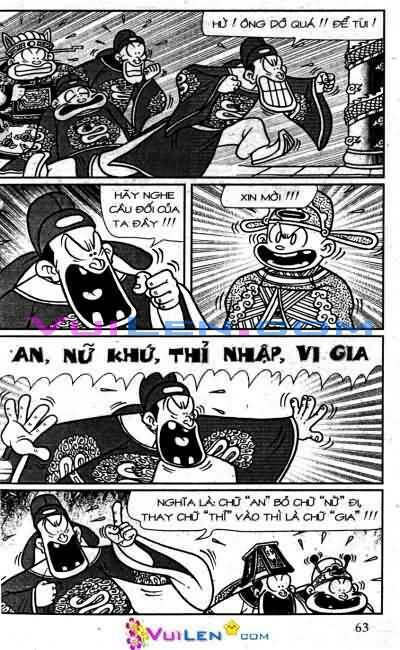 HỪ ! ÔNG DỞ QUÁ !! ĐỂ TÙI !
HÃY NGHE
CÂU ĐỐI CỦA
TA ĐÂY !!!
XIN MỜI !!!
VuiLen.com
AN, NỮ KHỨ, THỈ NHẬP, VI GIA
NGHĨA LÀ: CHỮ "AN" BỎ CHỮ "NỮ" ĐI,
THAY CHỮ "THỈ" VÀO THÌ LÀ CHỮ "GIA" !!!
63
VuiLen.com